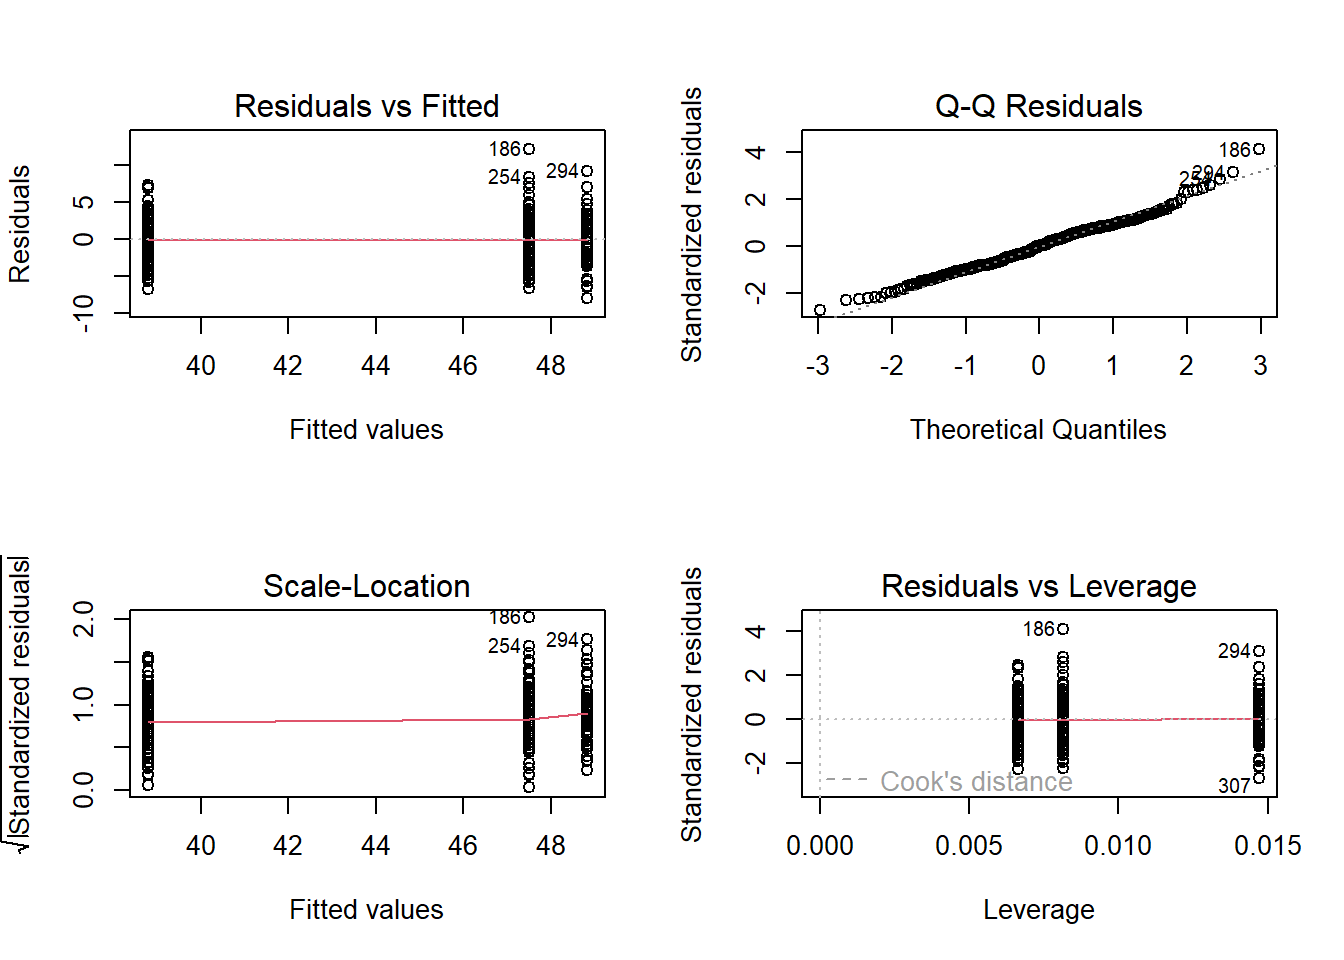 Residuals vs Fitted
Residuals
5
0
-10
186
254
294
40 42 44 46 48
Fitted values
Q-Q Residuals
Standardized residuals
4
2
0
-2
186
294
254
-3 -2 -1 0 1 2 3
Theoretical Quantiles
Scale-Location
√|Standardized residuals|
2.0
1.0
0.0
186
254
294
40 42 44 46 48
Fitted values
Residuals vs Leverage
Standardized residuals
4
2
0
-2
186
294
307
Cook's distance
0.000 0.005 0.010 0.015
Leverage